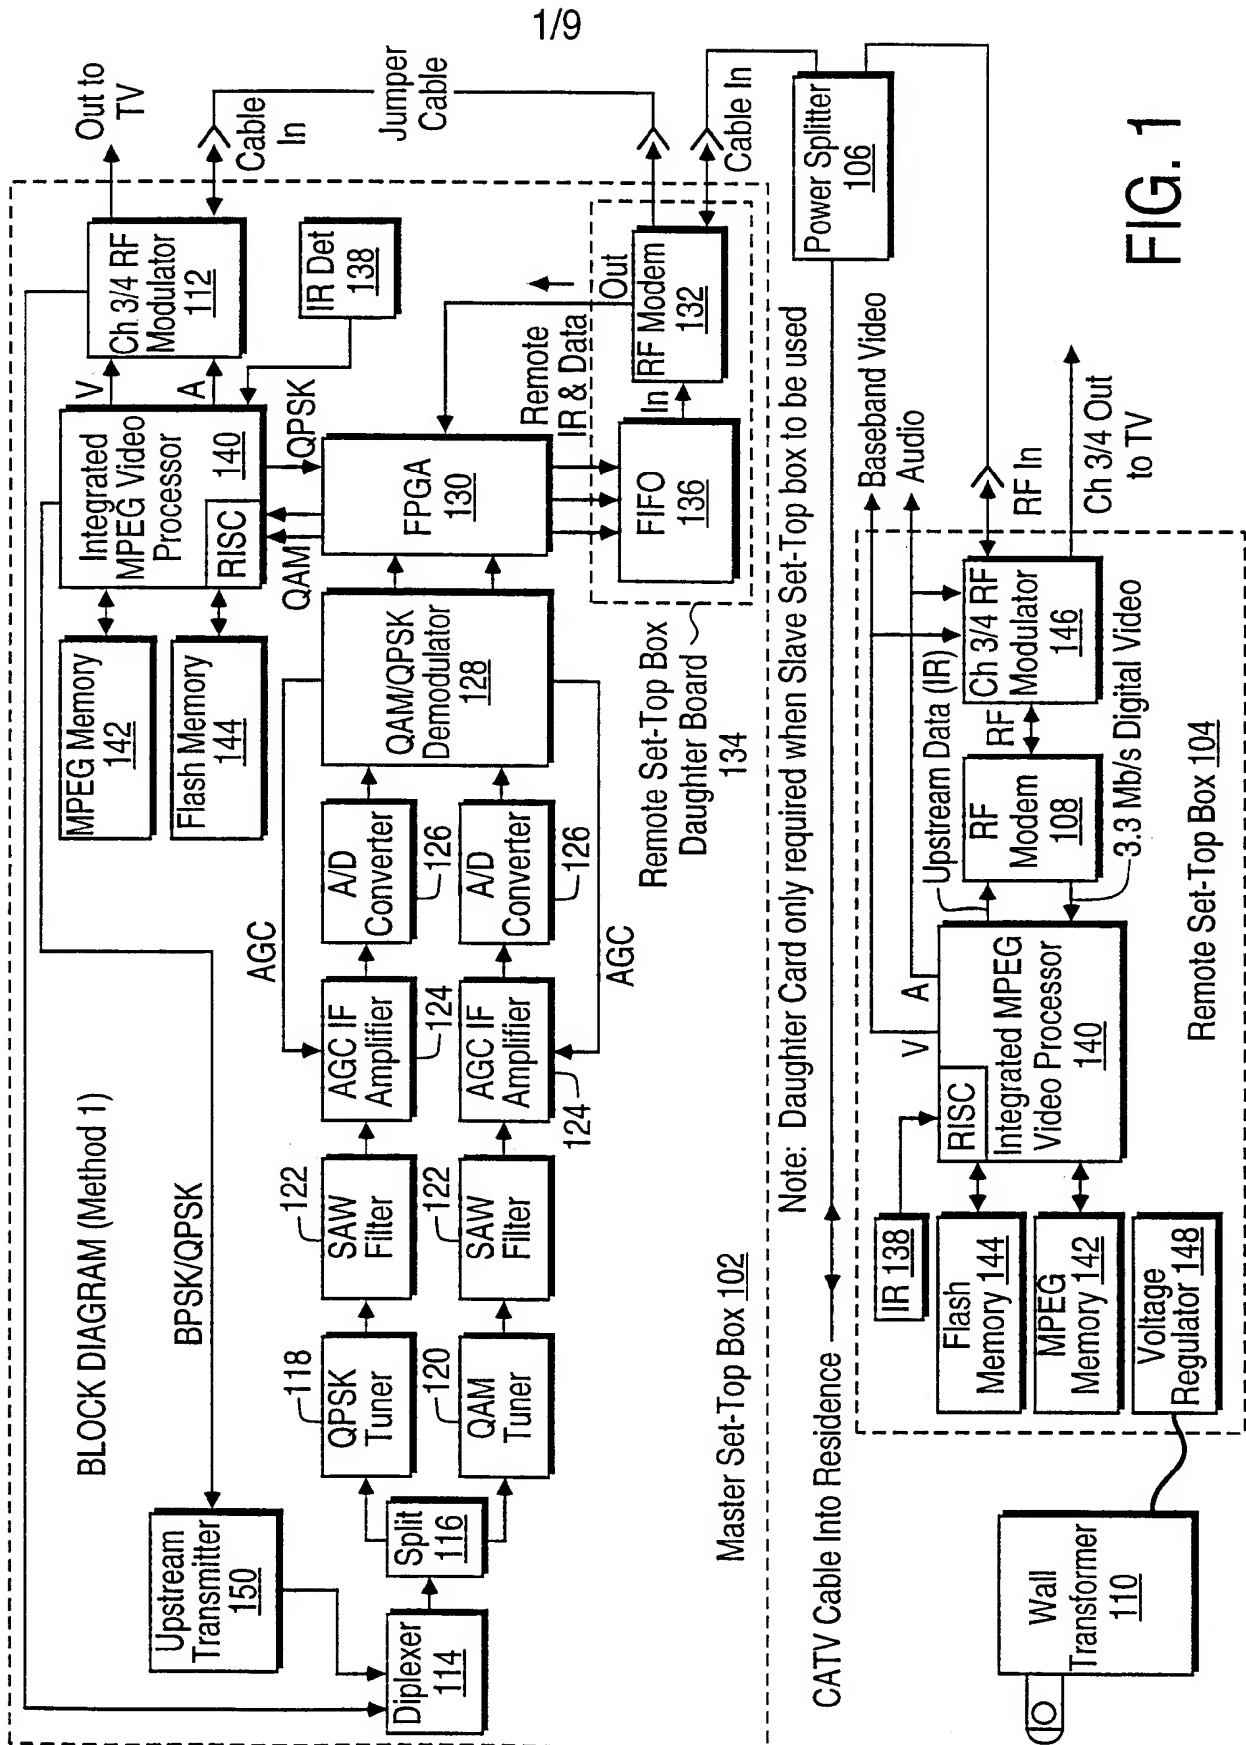 1/9
BLOCK DIAGRAM (Method 1)
BPSK/QPSK
Upstream
Transmitter
150
Diplexer
114
Split
116
118
QPSK
Tuner
120
QAM
Tuner
122
SAW
Filter
122
SAW
Filter
AGC
AGC IF
Amplifier
124
AGC IF
Amplifier
124
AGC
A/D
Converter
126
A/D
Converter
126
QAM/QPSK
Demodulator
128
MPEG Memory
142
Flash Memory
144
Integrated
MPEG Video
Processor
140
RISC
QAM
QPSK
FPGA
130
V
A
Ch 3/4 RF
Modulator
112
IR Det
138
Out to
TV
Cable
In
Jumper
Cable
Remote
IR & Data
Out
RF Modem
132
In
FIFO
136
Cable In
Remote Set-Top Box
Daughter Board
134
Master Set-Top Box 102
Note: Daughter Card only required when Slave Set-Top box to be used
CATV Cable Into Residence
Power Splitter
106
Baseband Video
Audio
V
A
IR 138
Flash
Memory 144
MPEG
Memory 142
Voltage
Regulator 148
RISC
Integrated MPEG
Video Processor
140
Upstream Data (IR)
RF
Modem
108
3.3 Mb/s Digital Video
RF
Ch 3/4 RF
Modulator
146
RF In
Ch 3/4 Out
to TV
Remote Set-Top Box 104
Wall
Transformer
110
FIG. 1